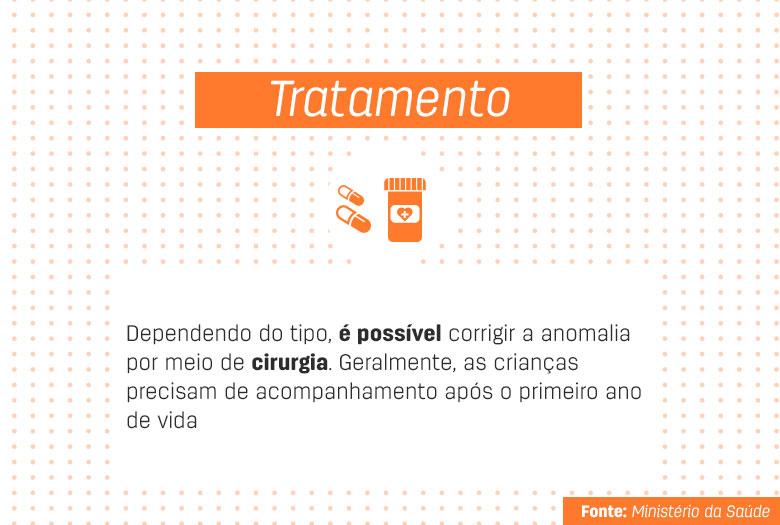 Tratamento
Dependendo do tipo, é possível corrigir a anomalia
por meio de cirurgia. Geralmente, as crianças
precisam de acompanhamento após o primeiro ano
de vida
Fonte: Ministério da Saúde